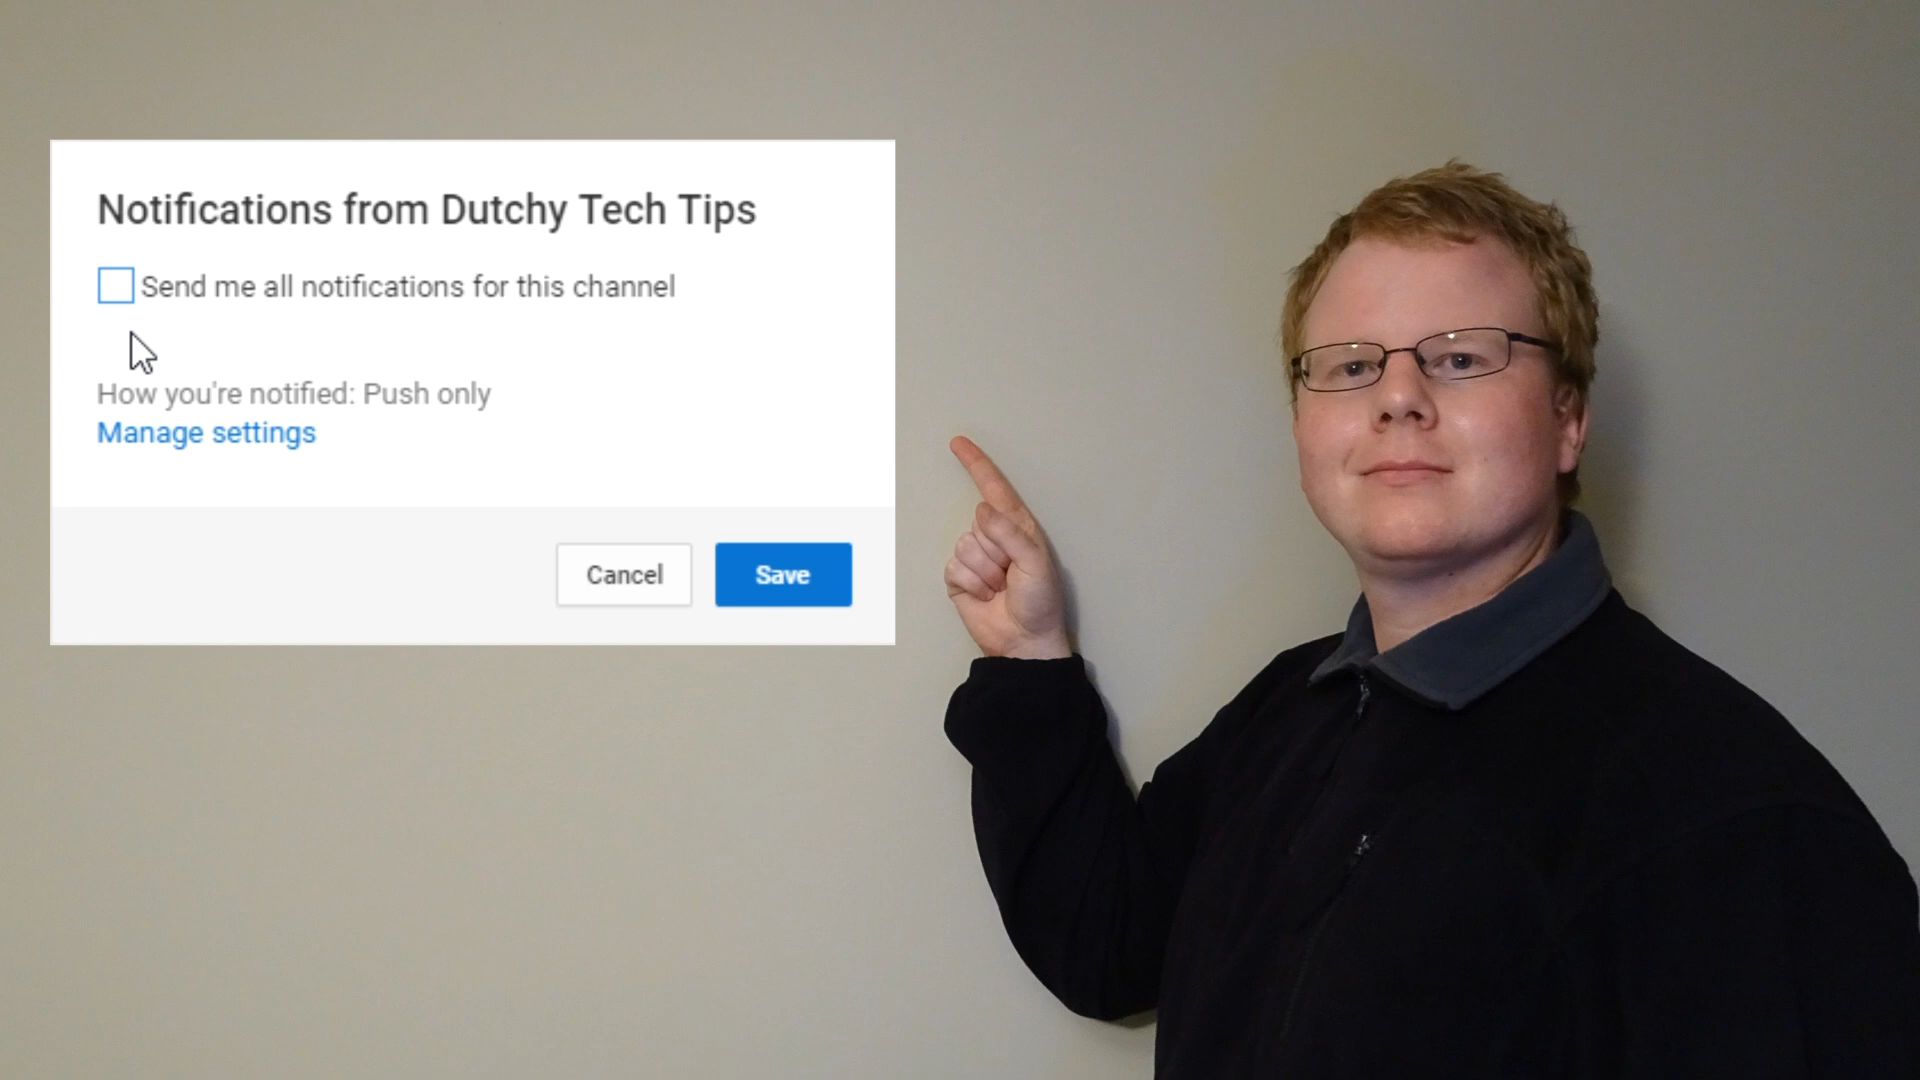 Notifications from Dutchy Tech Tips
Send me all notifications for this channel
How you're notified: Push only
Manage settings
Cancel
Save